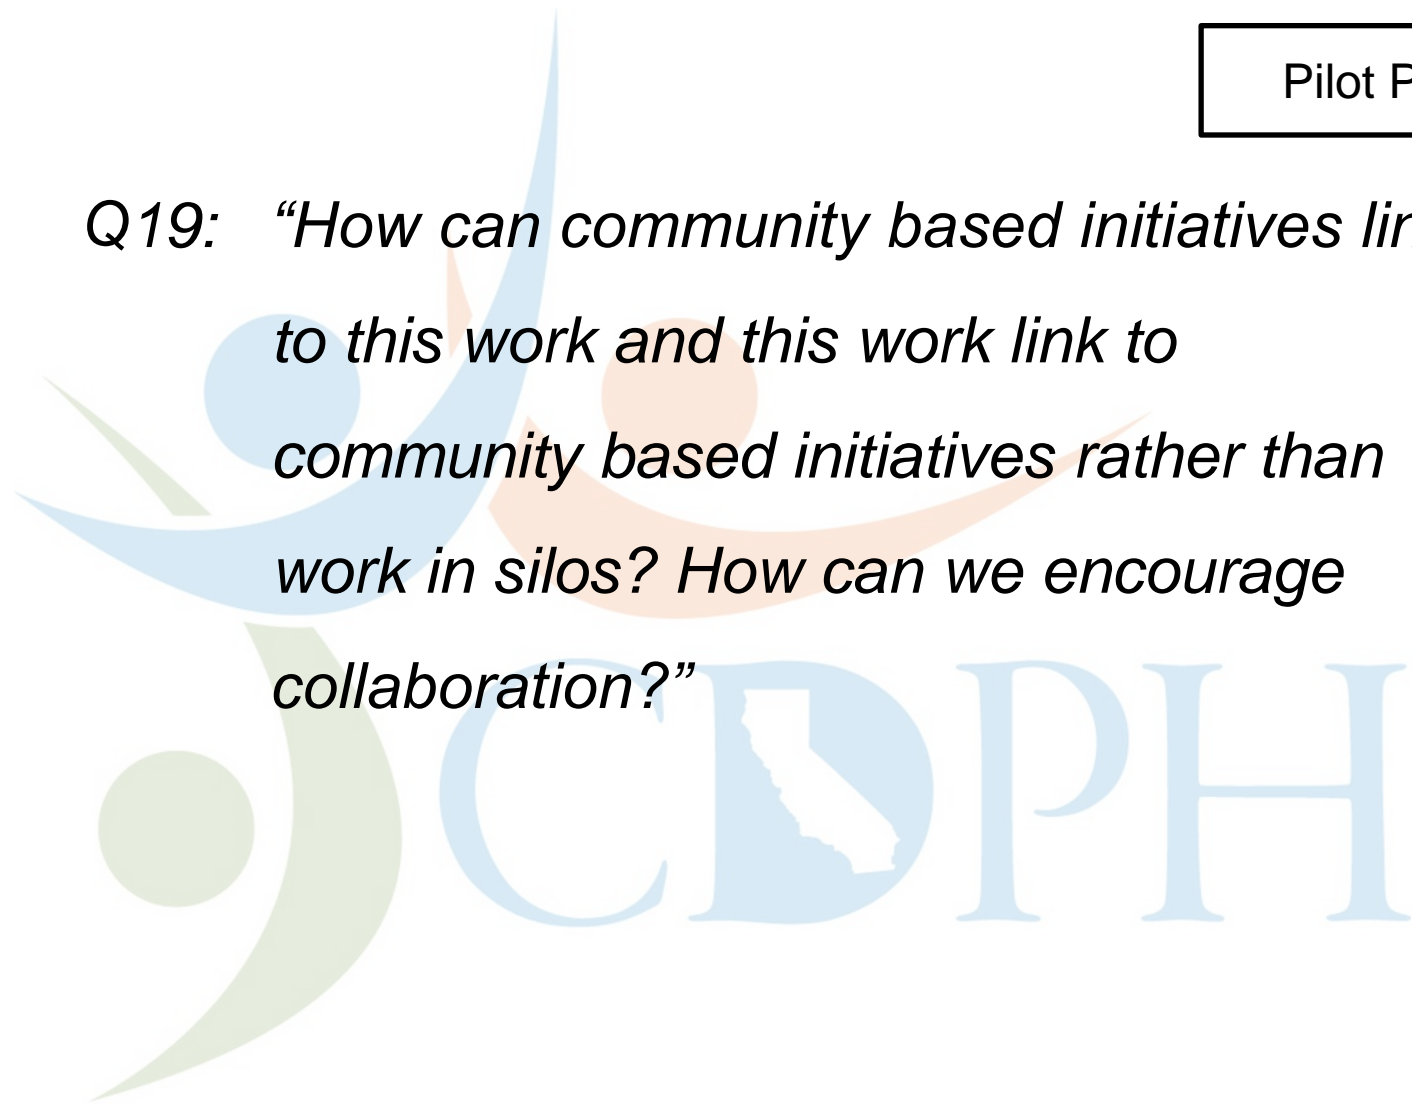 Pilot P
Q19: “How can community based initiatives lin
to this work and this work link to
community based initiatives rather than
work in silos? How can we encourage
collaboration?”
CDPH